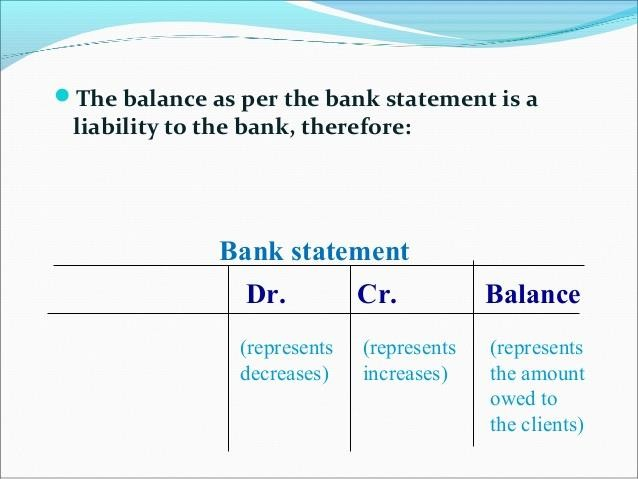 The balance as per the bank statement is a
liability to the bank, therefore:
Bank statement
Dr. Cr. Balance
(represents (represents (represents
decreases) increases) the amount
owed to
the clients)